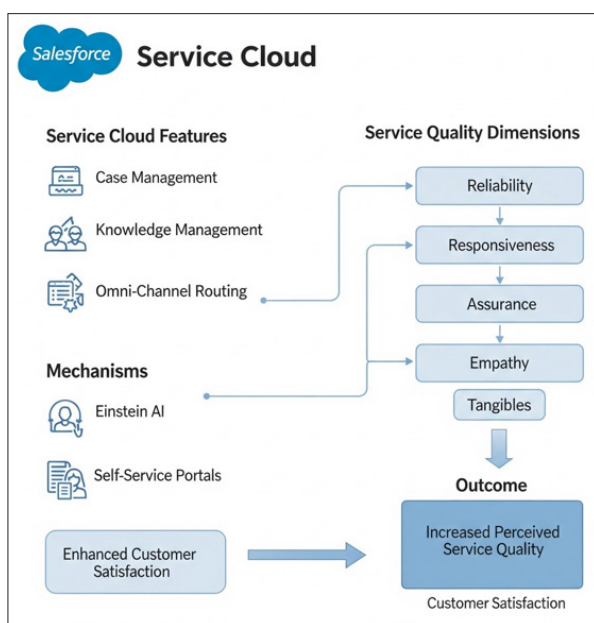 Salesforce
Service Cloud
Service Cloud Features
Case Management
Knowledge Management
Omni-Channel Routing
Mechanisms
Einstein AI
Self-Service Portals
Enhanced Customer
Satisfaction
Service Quality Dimensions
Reliability
Responsiveness
Assurance
Empathy
Tangibles
Outcome
Increased Perceived
Service Quality
Customer Satisfaction